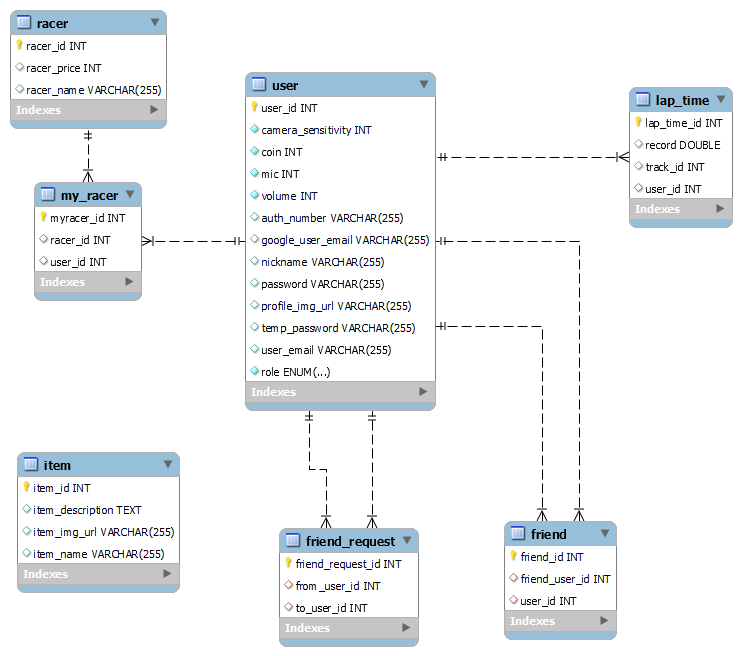 racer
racer_id INT
racer_price INT
racer_name VARCHAR(255)
Indexes
my_racer
myracer_id INT
racer_id INT
user_id INT
Indexes
user
user_id INT
camera_sensitivity INT
coin INT
mic INT
volume INT
auth_number VARCHAR(255)
google_user_email VARCHAR(255)
nickname VARCHAR(255)
password VARCHAR(255)
profile_img_url VARCHAR(255)
temp_password VARCHAR(255)
user_email VARCHAR(255)
role ENUM(...)
Indexes
lap_time
lap_time_id INT
record DOUBLE
track_id INT
user_id INT
Indexes
item
item_id INT
item_description TEXT
item_img_url VARCHAR(255)
item_name VARCHAR(255)
Indexes
friend_request
friend_request_id INT
from_user_id INT
to_user_id INT
Indexes
friend
friend_id INT
friend_user_id INT
user_id INT
Indexes